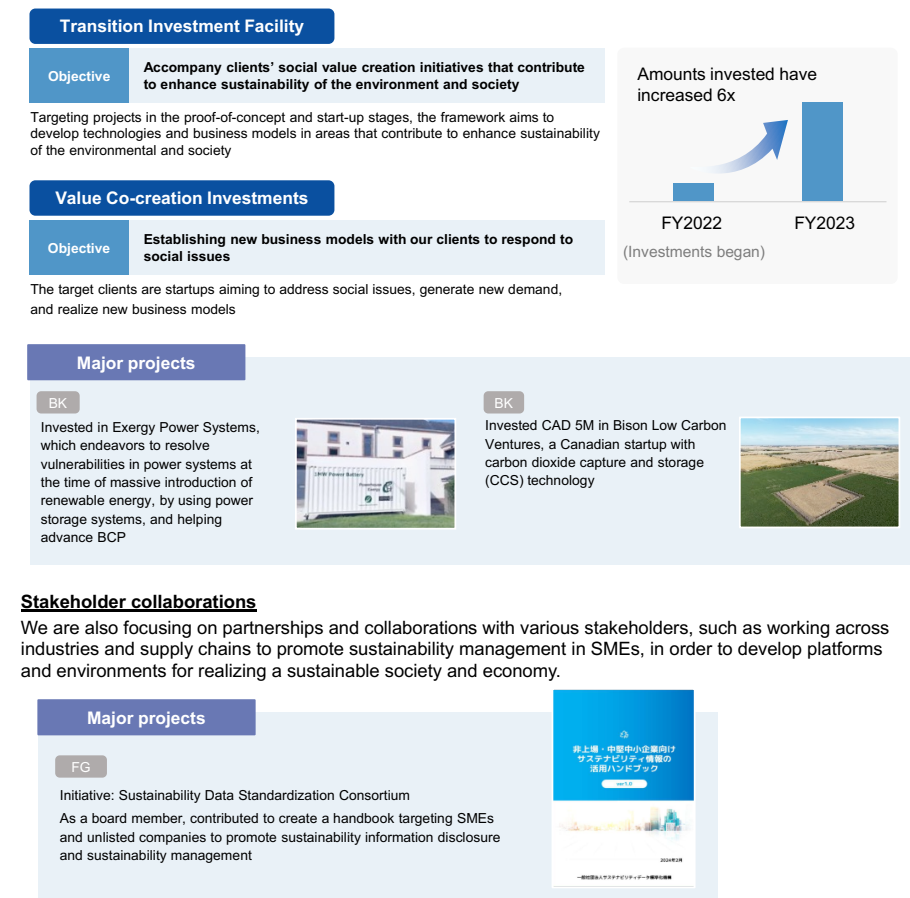 Transition Investment Facility
Objective
Accompany clients’ social value creation initiatives that contribute
to enhance sustainability of the environment and society
Targeting projects in the proof-of-concept and start-up stages, the framework aims to
develop technologies and business models in areas that contribute to enhance sustainability
of the environmental and society
Amounts invested have
increased 6x
FY2022
FY2023
(Investments began)
Value Co-creation Investments
Objective
Establishing new business models with our clients to respond to
social issues
The target clients are startups aiming to address social issues, generate new demand,
and realize new business models
Major projects
BK
Invested in Exergy Power Systems,
which endeavors to resolve
vulnerabilities in power systems at
the time of massive introduction of
renewable energy, by using power
storage systems, and helping
advance BCP
1MW Power Battery
BK
Invested CAD 5M in Bison Low Carbon
Ventures, a Canadian startup with
carbon dioxide capture and storage
(CCS) technology
Stakeholder collaborations
We are also focusing on partnerships and collaborations with various stakeholders, such as working across
industries and supply chains to promote sustainability management in SMEs, in order to develop platforms
and environments for realizing a sustainable society and economy.
Major projects
FG
Initiative: Sustainability Data Standardization Consortium
As a board member, contributed to create a handbook targeting SMEs
and unlisted companies to promote sustainability information disclosure
and sustainability management
非上場・中堅中小企業向け
サステナビリティ情報の
活用ハンドブック
ver1.0
2024年3月
一般社団法人サステナビリティデータ標準化機構